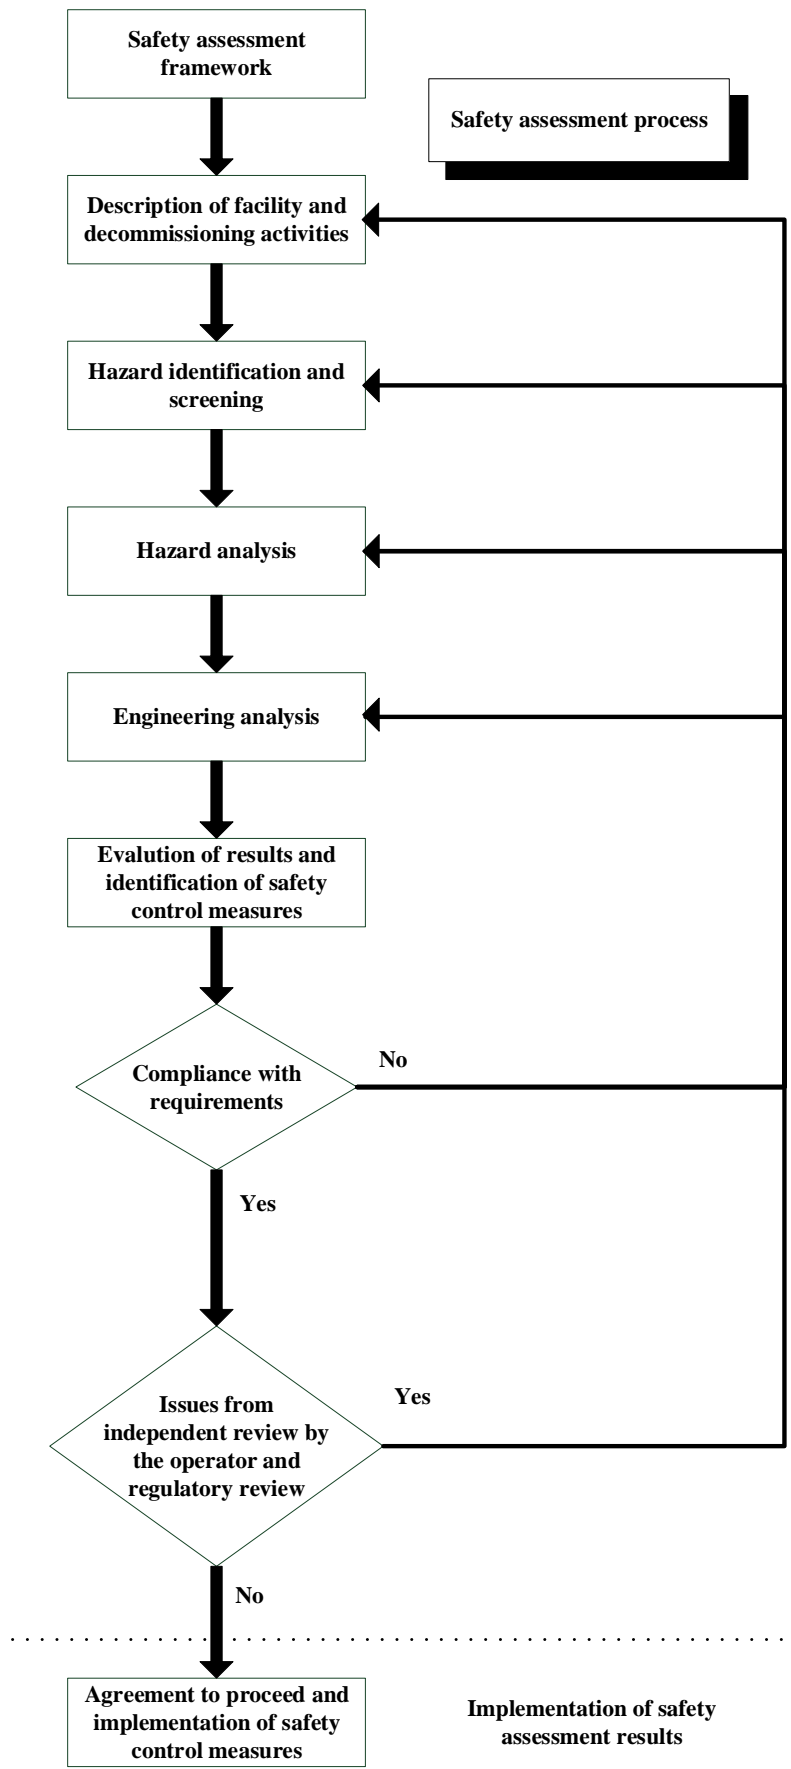 Safety assessment
framework
Safety assessment process
Description of facility and
decommissioning activities
Hazard identification and
screening
Hazard analysis
Engineering analysis
Evalution of results and
identification of safety
control measures
Compliance with
requirements
No
Yes
Issues from
independent review by
the operator and
regulatory review
Yes
No
Agreement to proceed and
implementation of safety
control measures
Implementation of safety
assessment results